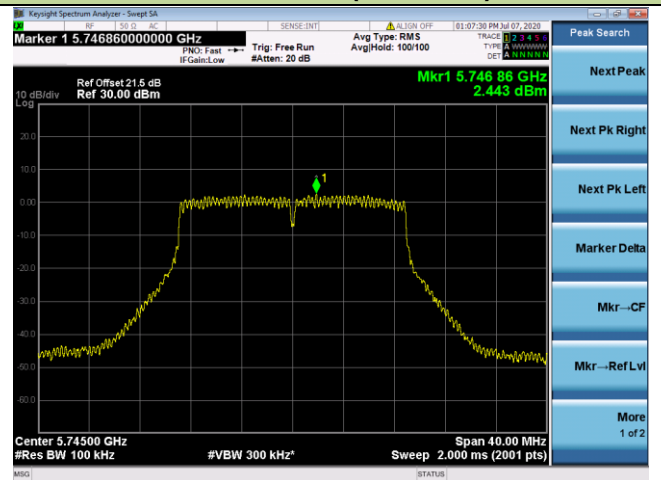 Keysight Spectrum Analyzer - Swept SA
RF 50 Ω AC SENSE:INT ALIGN OFF 01:07:30 PM Jul 07, 2020
Marker 1 5.746860000000 GHz
PNO: Fast Trig: Free Run Avg Type: RMS TRACE 1 2 3 4 5 6
IFGain:Low #Atten: 20 dB Avg|Hold: 100/100 TYPE A WWWWW
DET A N N N N N
Peak Search
Mkr1 5.746 86 GHz
2.443 dBm
Ref Offset 21.5 dB
10 dB/div Ref 30.00 dBm
Log
20.0
10.0
0.00
-10.0
-20.0
-30.0
-40.0
-50.0
-60.0
1
Next Peak
Next Pk Right
Next Pk Left
Marker Delta
Mkr→CF
Mkr→Ref Lvl
More
1 of 2
Center 5.74500 GHz Span 40.00 MHz
#Res BW 100 kHz #VBW 300 kHz* Sweep 2.000 ms (2001 pts)
MSG STATUS